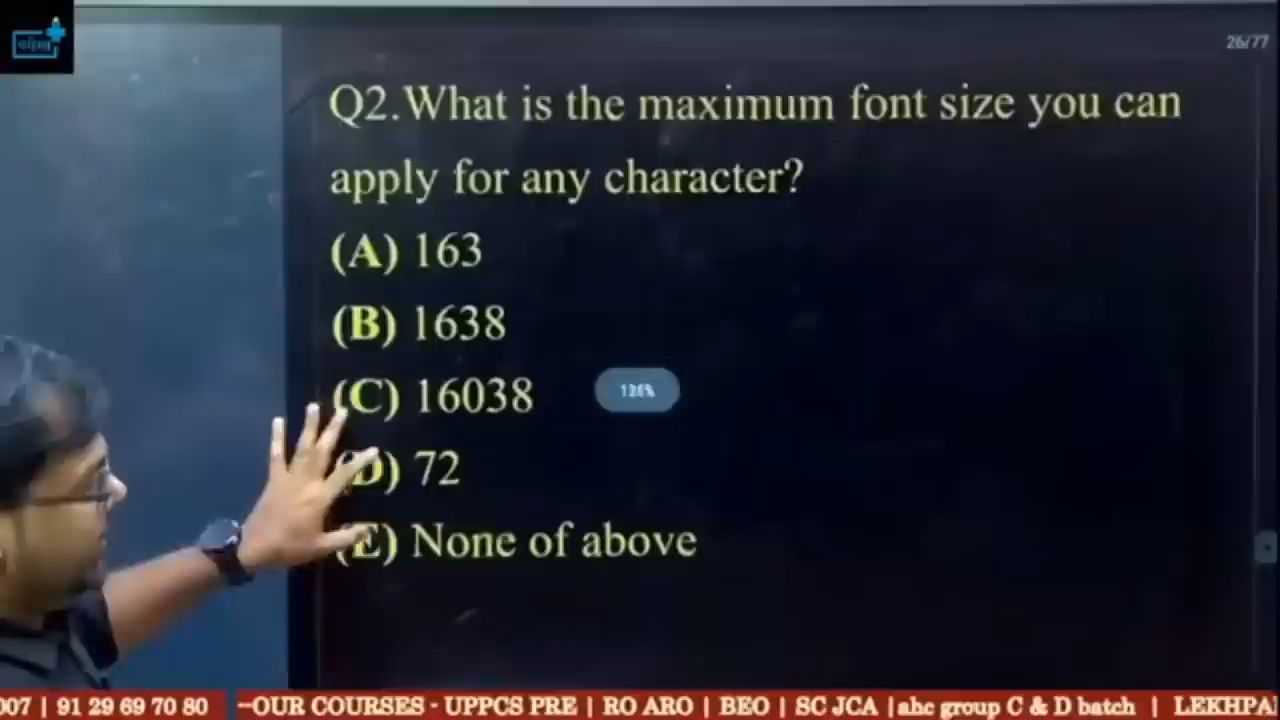 26/77
Q2.What is the maximum font size you can
apply for any character?
(A) 163
(B) 1638
(C) 16038
(D) 72
(E) None of above
007 | 91 29 69 70 80 --OUR COURSES - UPPCS PRE | RO ARO | BEO | SC JCA |ahc group C & D batch | LEKHPA